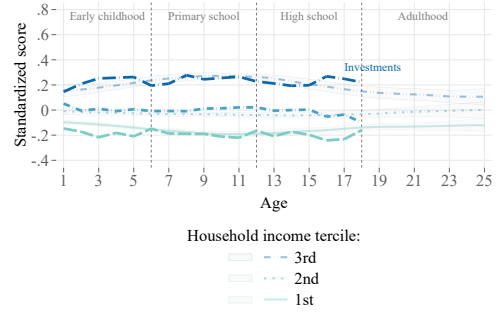 .8
Early childhood Primary school High school Adulthood
.6
.4
Investments
.2
.0
-.2
-.4
Standardized score
1 3 5 7 9 11 13 15 17 19 21 23 25
Age
Household income tercile:
3rd
2nd
1st